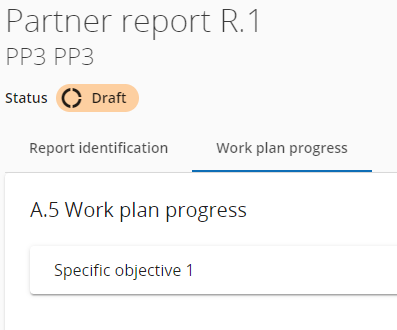 Partner report R.1
PP3 PP3
Status Draft
Report identification Work plan progress
A.5 Work plan progress
Specific objective 1